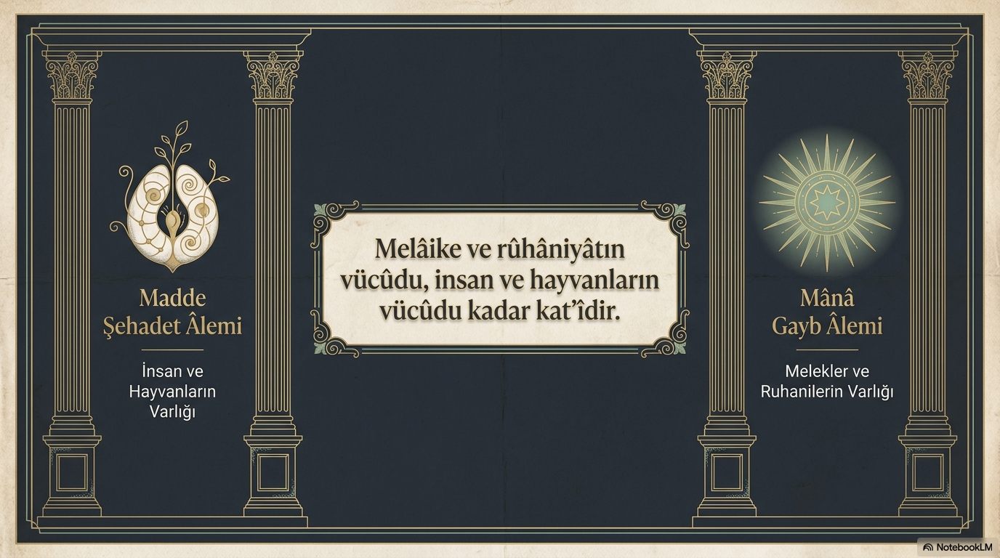 Madde
Şehadet Âlemi
İnsan ve
Hayvanların
Varlığı
Melâike ve rûhâniyâtın
vücûdu, insan ve hayvanların
vücûdu kadar kat’îdir.
Mânâ
Gayb Âlemi
Melekler ve
Ruhanilerin Varlığı
NotebookLM